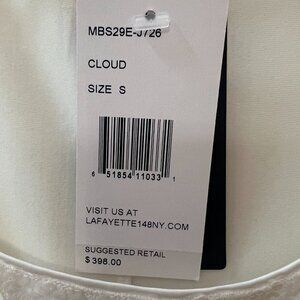 MBS29E-J726
CLOUD
SIZE S
6 51854 11033 1
VISIT US AT
LAFAYETTE148NY.COM
SUGGESTED RETAIL
$ 398.00